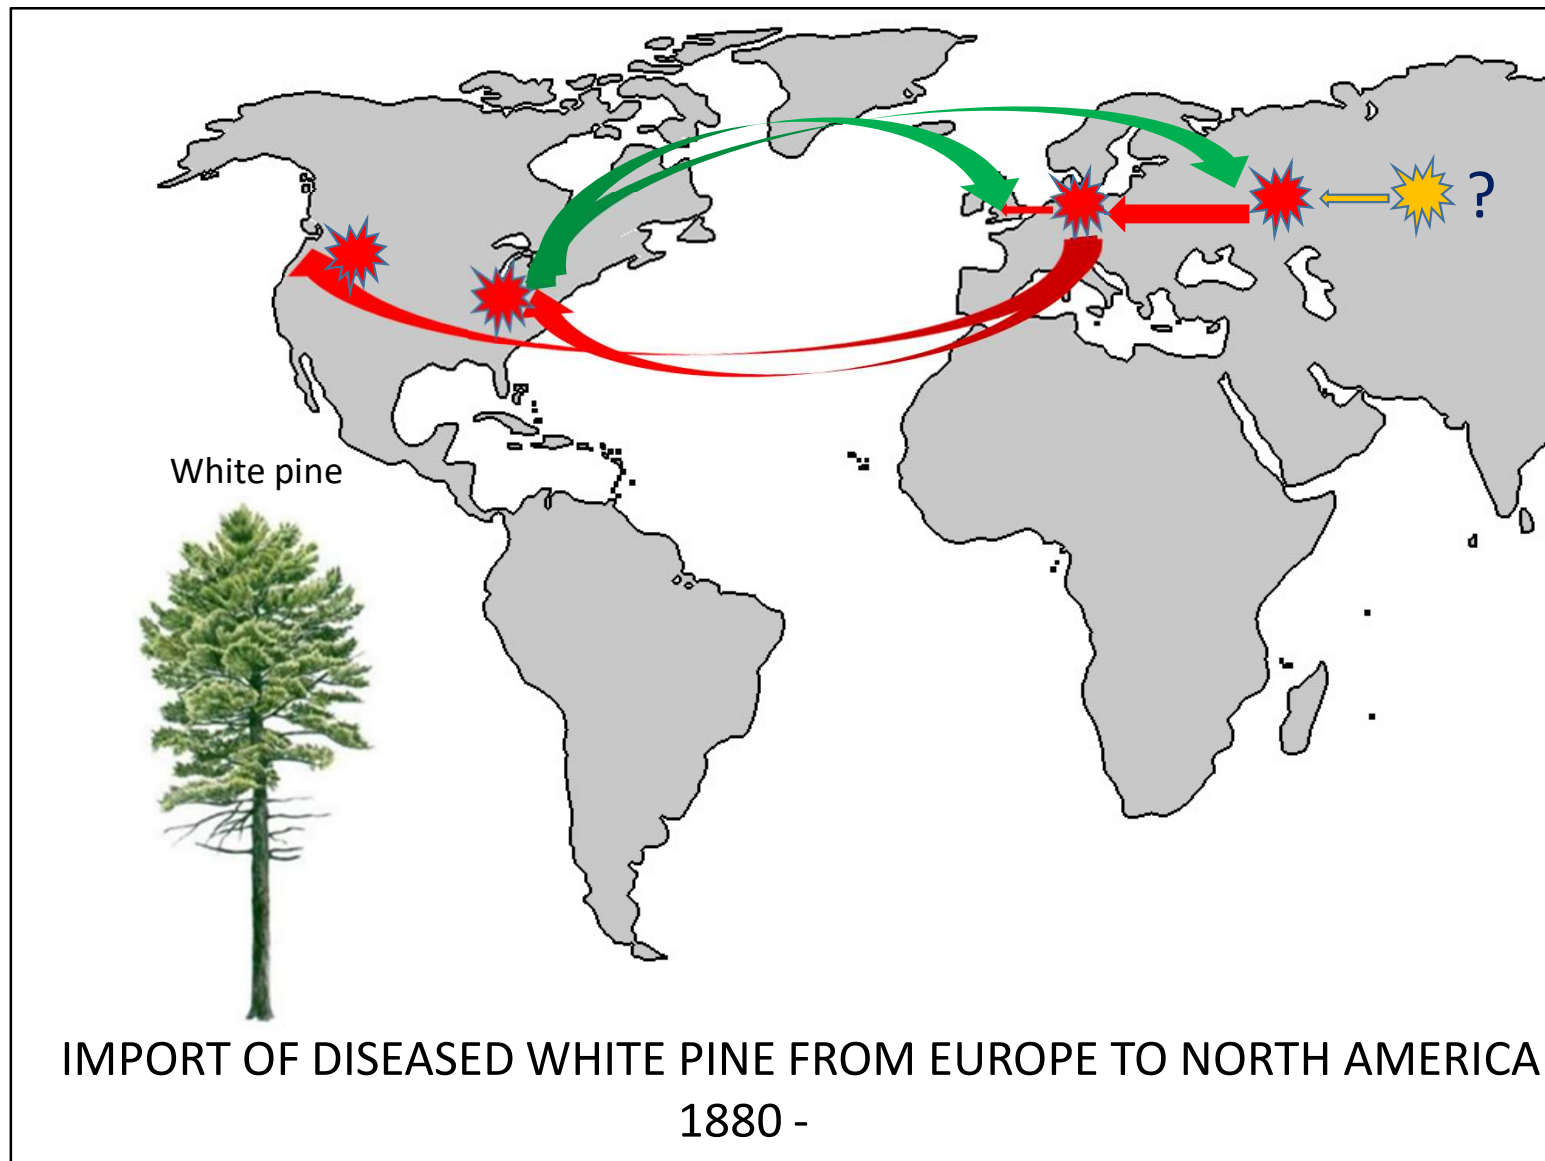 ?
White pine
IMPORT OF DISEASED WHITE PINE FROM EUROPE TO NORTH AMERICA
1880 -